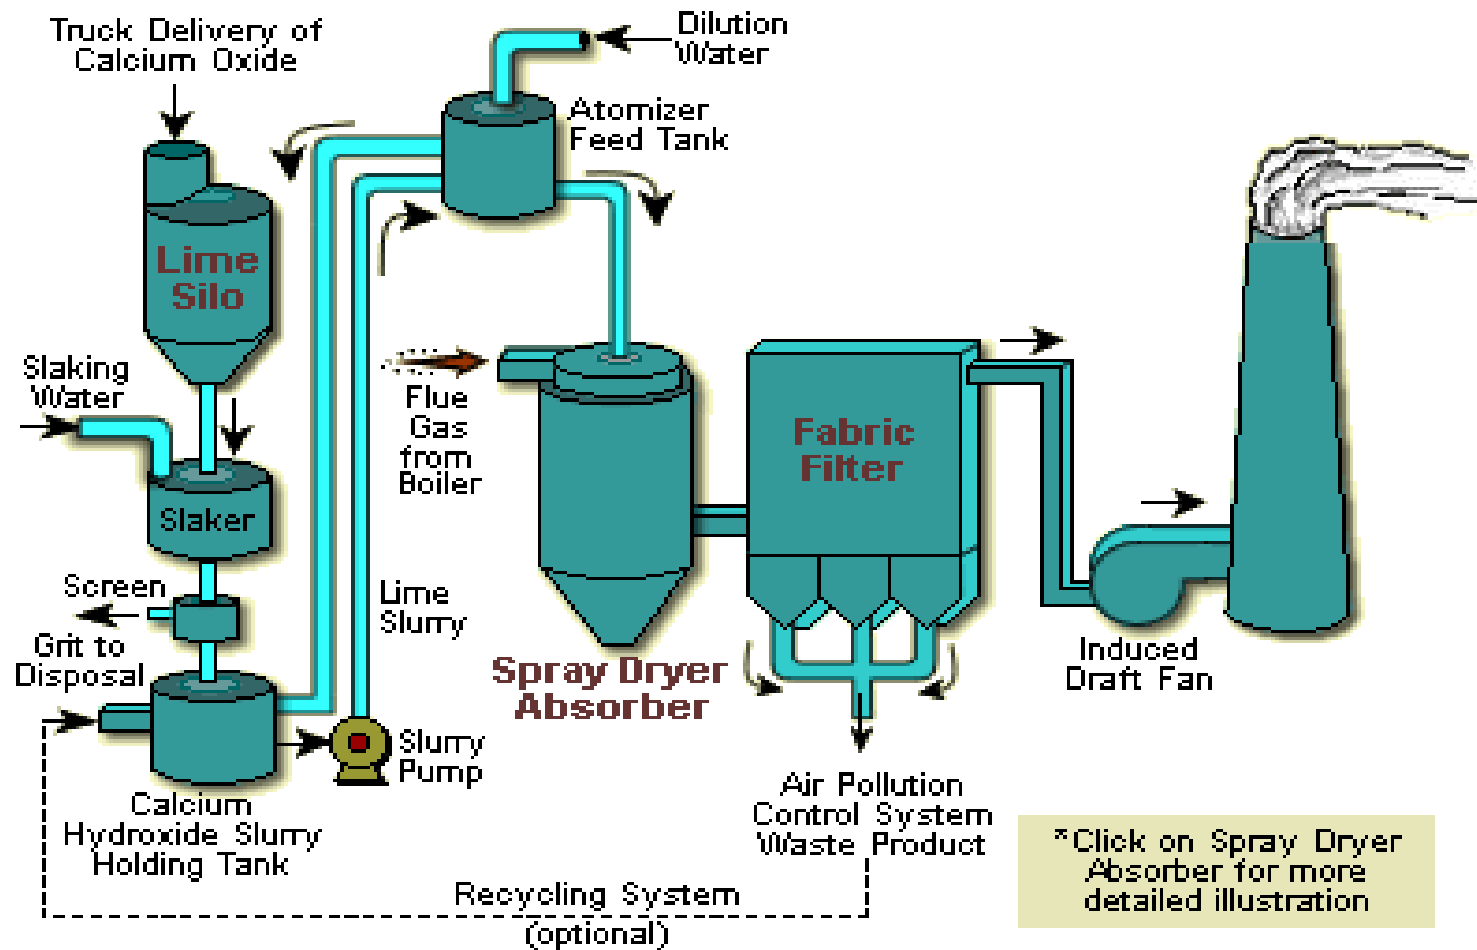 Truck Delivery of
Calcium Oxide
Dilution
Water
Atomizer
Feed Tank
Lime
Silo
Slaking
Water
Flue
Gas
from
Boiler
Fabric
Filter
Slaker
Screen
Grit to
Disposal
Lime
Slurry
Spray Dryer
Absorber
Induced
Draft Fan
Slurry
Pump
Calcium
Hydroxide Slurry
Holding Tank
Air Pollution
Control System
Waste Product
*Click on Spray Dryer
Absorber for more
detailed illustration
Recycling System
(optional)